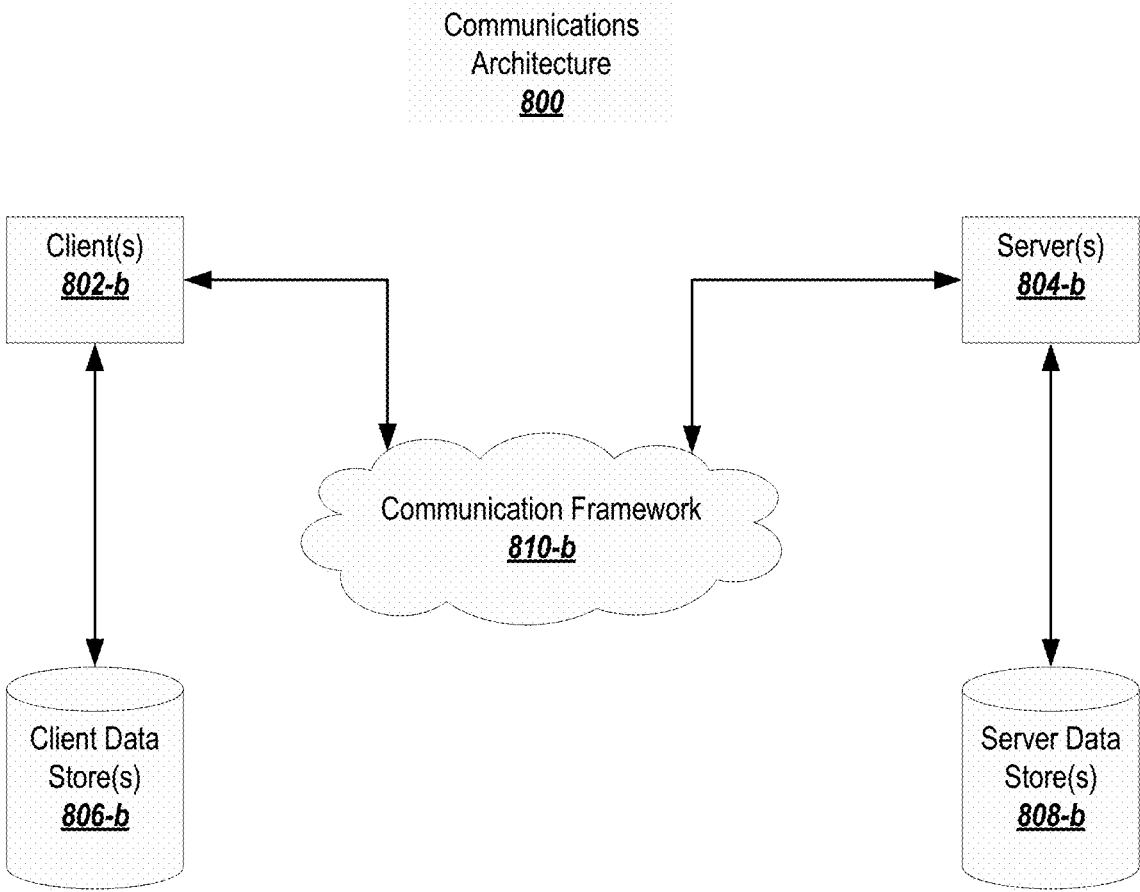 Communications
Architecture
800
Client(s)
802-b
Server(s)
804-b
Communication Framework
810-b
Client Data
Store(s)
806-b
Server Data
Store(s)
808-b